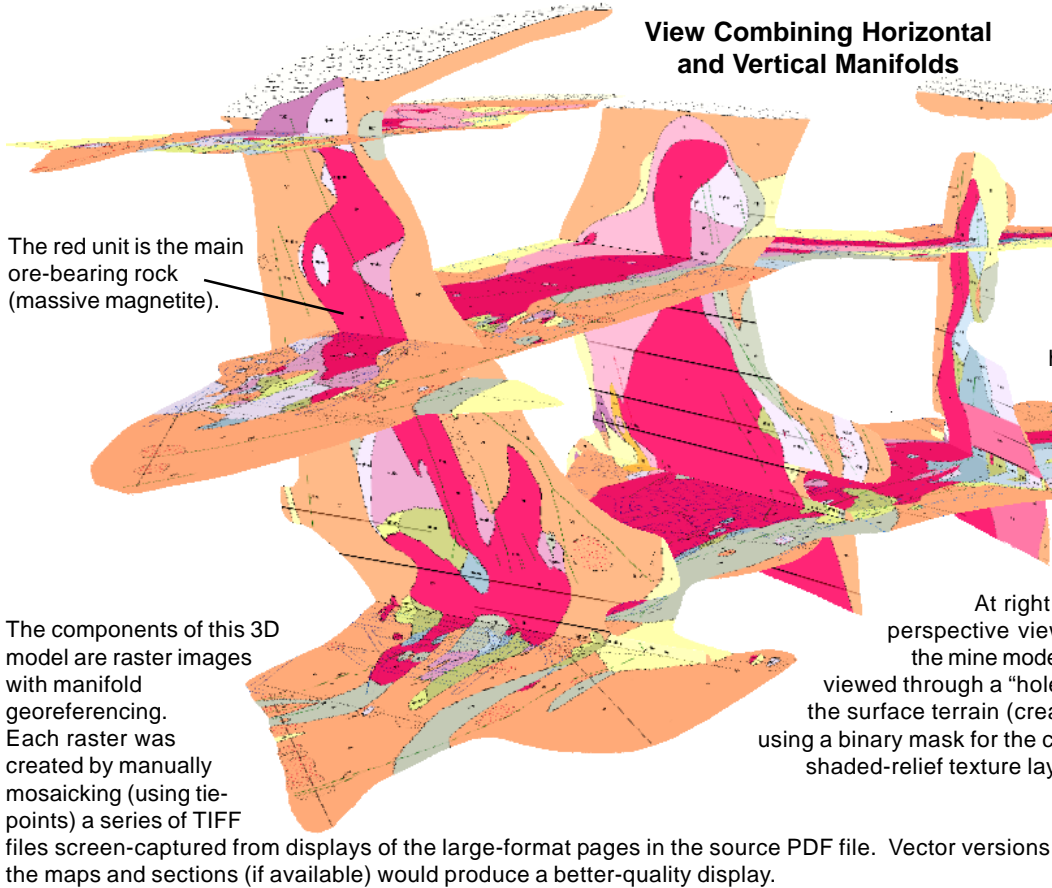 View Combining Horizontal
and Vertical Manifolds
The red unit is the main
ore-bearing rock
(massive magnetite).
The components of this 3D
model are raster images
with manifold
georeferencing.
Each raster was
created by manually
mosaicking (using tie-
points) a series of TIFF
files screen-captured from displays of the large-format pages in the source PDF file. Vector versions
the maps and sections (if available) would produce a better-quality display.
At right
perspective view
the mine mode
viewed through a “hole
the surface terrain (crea
using a binary mask for the c
shaded-relief texture lay